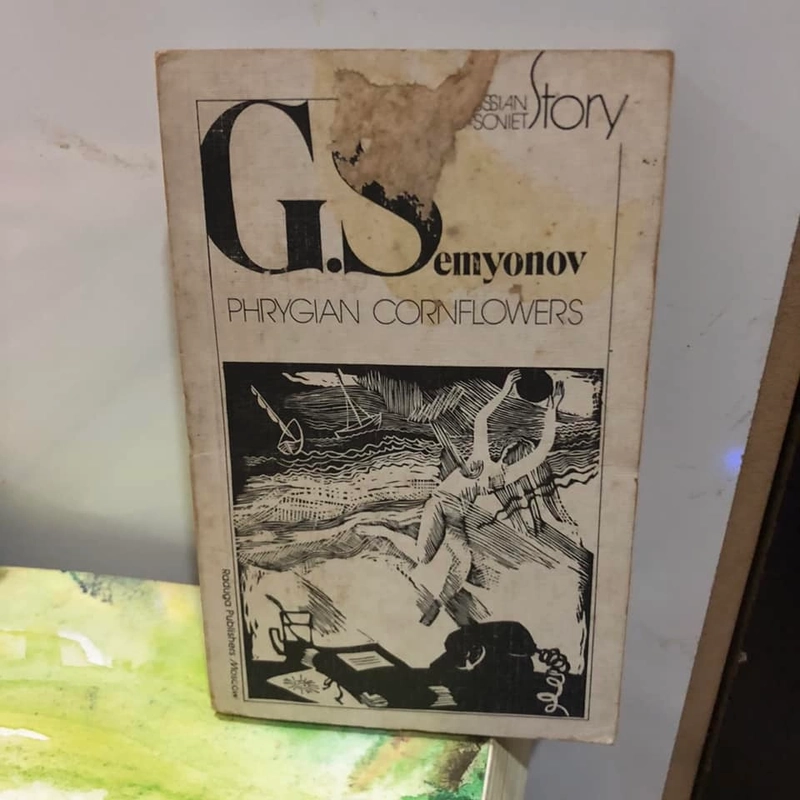 SSIAN
SOVIET Story
G.Semyonov
PHRYGIAN CORNFLOWERS
Raduga Publishers Moscow